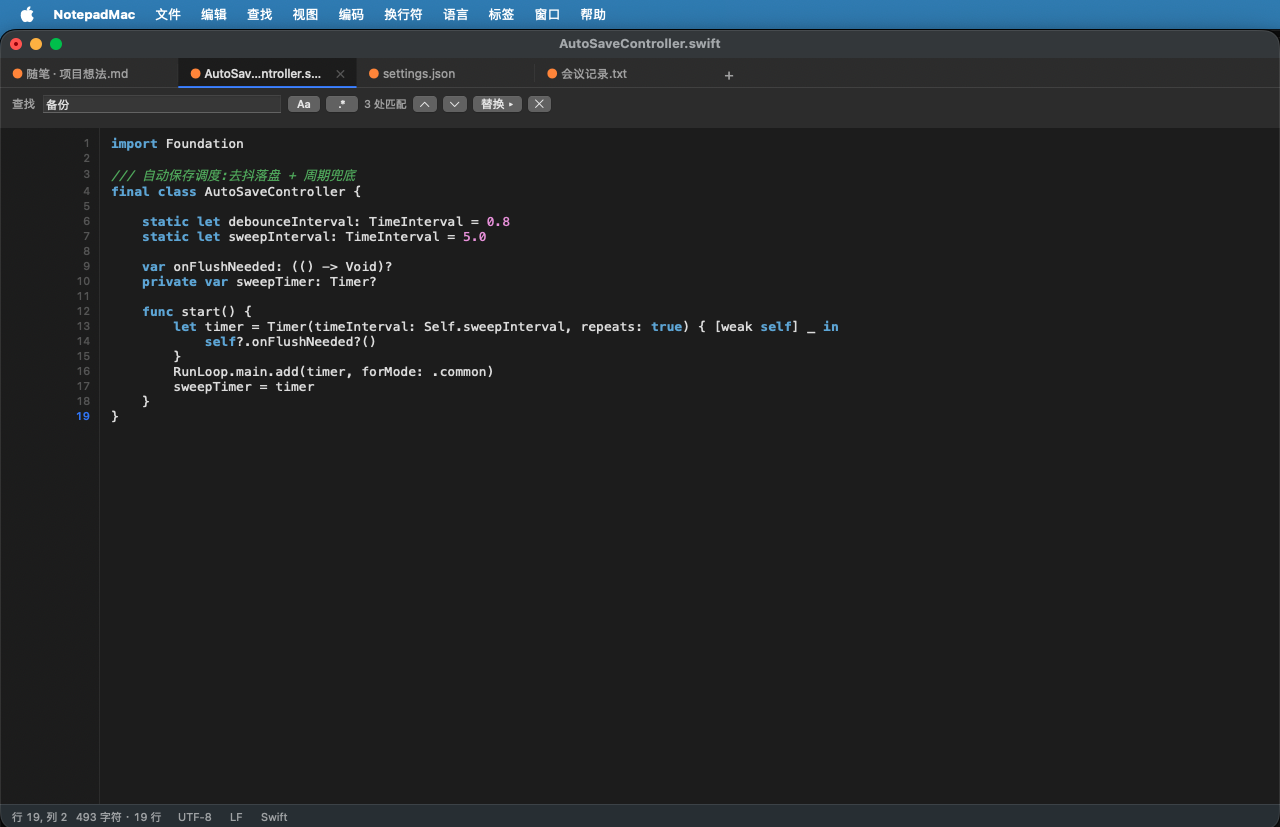 NotepadMac 文件 编辑 查找 视图 编码 换行符 语言 标签 窗口 帮助
AutoSaveController.swift
随笔 · 项目想法.md AutoSav...ntroller.s... settings.json 会议记录.txt +
查找 备份 Aa .* 3 处匹配 替换 ▸
1 import Foundation
2
3 /// 自动保存调度:去抖落盘 + 周期兜底
4 final class AutoSaveController {
5
6 static let debounceInterval: TimeInterval = 0.8
7 static let sweepInterval: TimeInterval = 5.0
8
9 var onFlushNeeded: (() -> Void)?
10 private var sweepTimer: Timer?
11
12 func start() {
13 let timer = Timer(timeInterval: Self.sweepInterval, repeats: true) { [weak self] _ in
14 self?.onFlushNeeded?()
15 }
16 RunLoop.main.add(timer, forMode: .common)
17 sweepTimer = timer
18 }
19 }
行 19, 列 2 493 字符 · 19 行 UTF-8 LF Swift